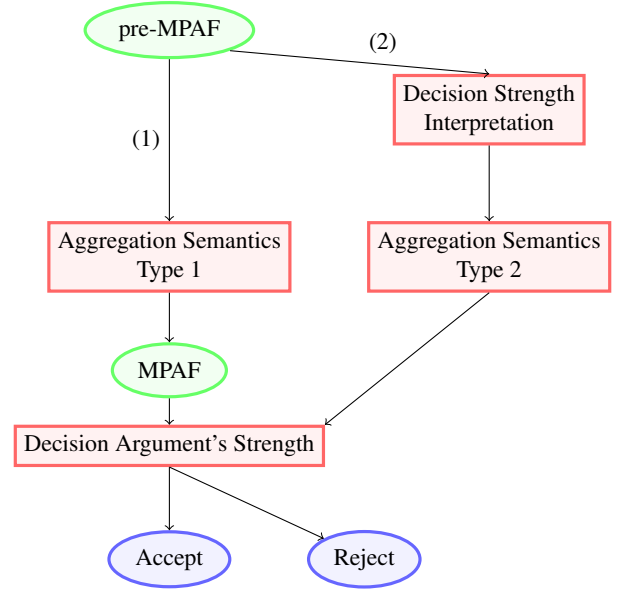 pre-MPAF
(2)
Decision Strength
Interpretation
(1)
Aggregation Semantics
Type 1
Aggregation Semantics
Type 2
MPAF
Decision Argument's Strength
Accept
Reject